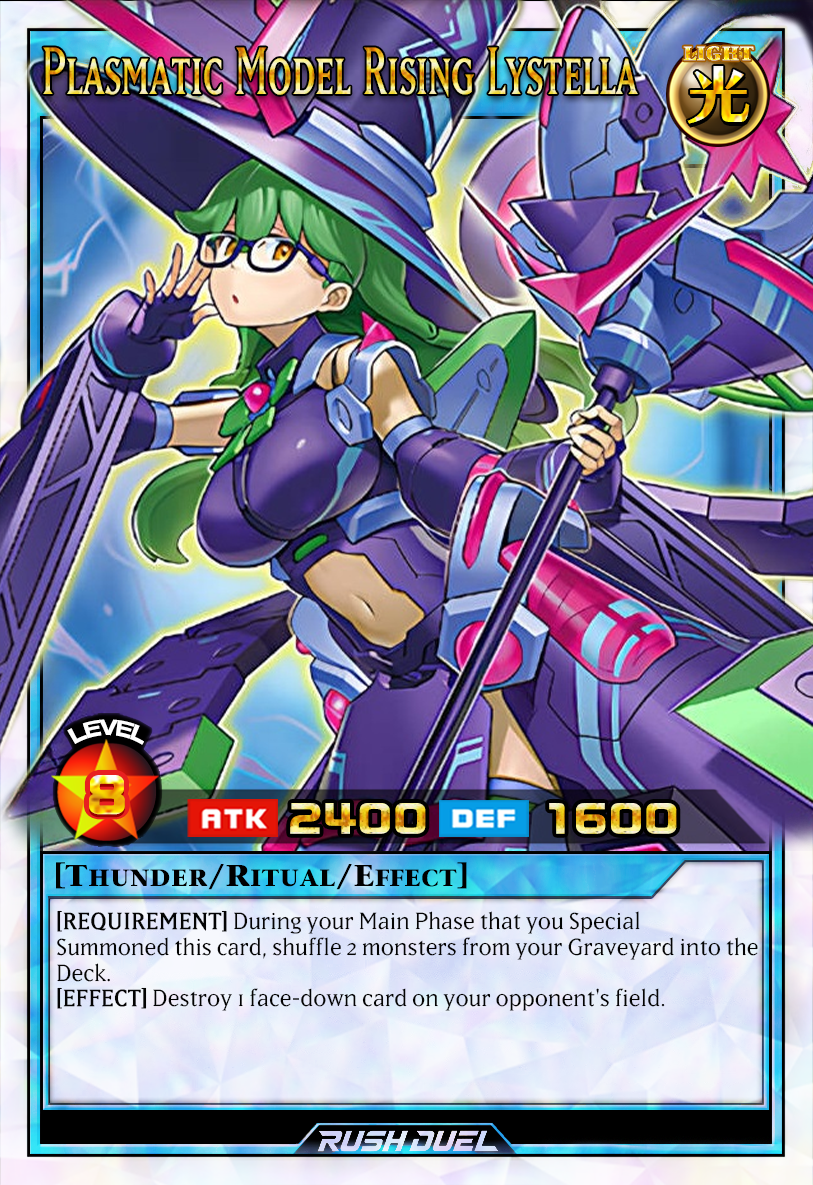 Plasmatic Model Rising Lystella
LIGHT
光
LEVEL
8
ATK 2400 DEF 1600
[Thunder/Ritual/Effect]
[REQUIREMENT] During your Main Phase that you Special
Summoned this card, shuffle 2 monsters from your Graveyard into the
Deck.
[EFFECT] Destroy 1 face-down card on your opponent's field.
RUSH DUEL